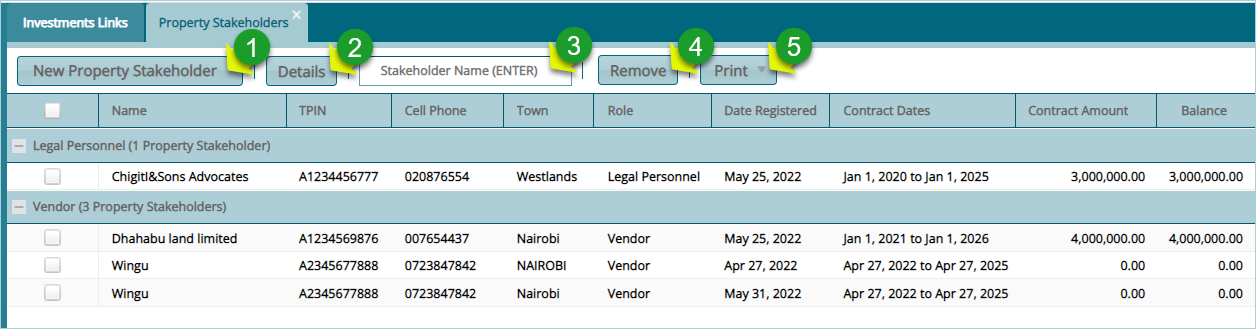 Investments Links Property Stakeholders ×
1 2 3 4 5
New Property Stakeholder Details Stakeholder Name (ENTER) Remove Print
Name TPIN Cell Phone Town Role Date Registered Contract Dates Contract Amount Balance
Legal Personnel (1 Property Stakeholder)
Chigitl&Sons Advocates A1234456777 020876554 Westlands Legal Personnel May 25, 2022 Jan 1, 2020 to Jan 1, 2025 3,000,000.00 3,000,000.00
Vendor (3 Property Stakeholders)
Dhahabu land limited A1234569876 007654437 Nairobi Vendor May 25, 2022 Jan 1, 2021 to Jan 1, 2026 4,000,000.00 4,000,000.00
Wingu A2345677888 0723847842 NAIROBI Vendor Apr 27, 2022 Apr 27, 2022 to Apr 27, 2025 0.00 0.00
Wingu A2345677888 0723847842 Nairobi Vendor May 31, 2022 Apr 27, 2022 to Apr 27, 2025 0.00 0.00